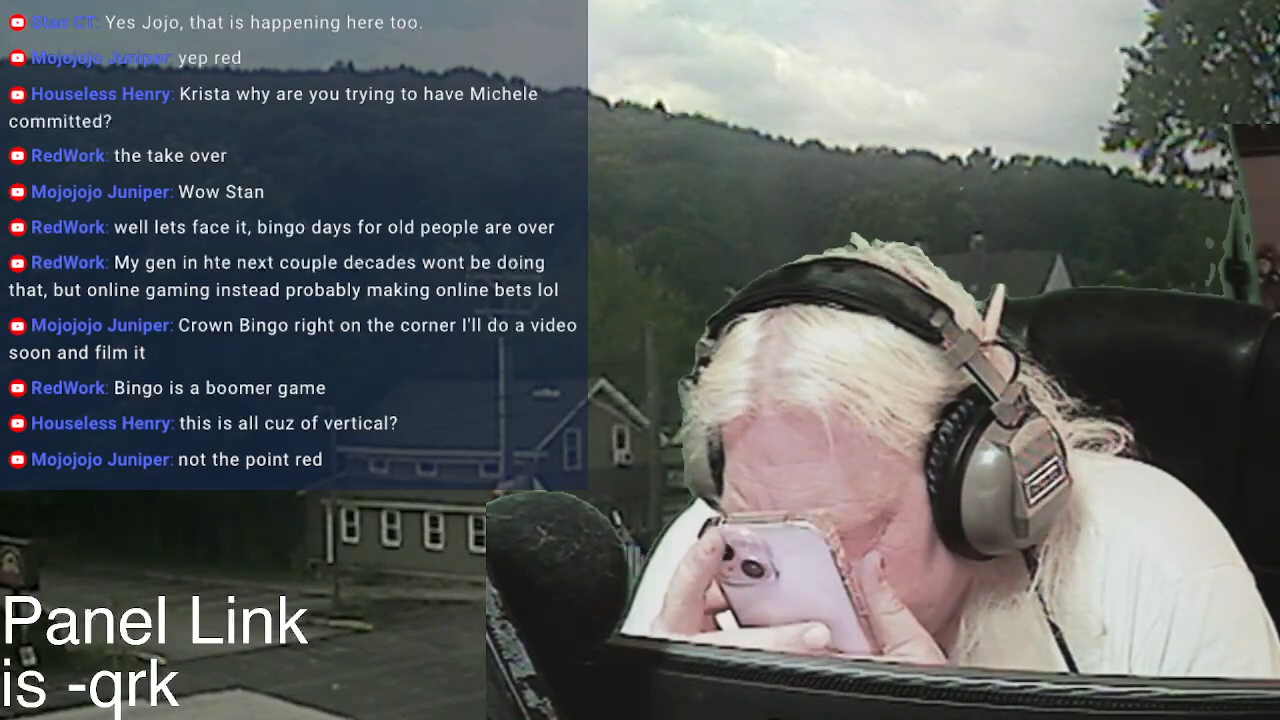 Stan CT: Yes Jojo, that is happening here too.
Mojojojo Juniper: yep red
Houseless Henry: Krista why are you trying to have Michele
committed?
RedWork: the take over
Mojojojo Juniper: Wow Stan
RedWork: well lets face it, bingo days for old people are over
RedWork: My gen in hte next couple decades wont be doing
that, but online gaming instead probably making online bets lol
Mojojojo Juniper: Crown Bingo right on the corner I'll do a video
soon and film it
RedWork: Bingo is a boomer game
Houseless Henry: this is all cuz of vertical?
Mojojojo Juniper: not the point red
Panel Link
is -qrk